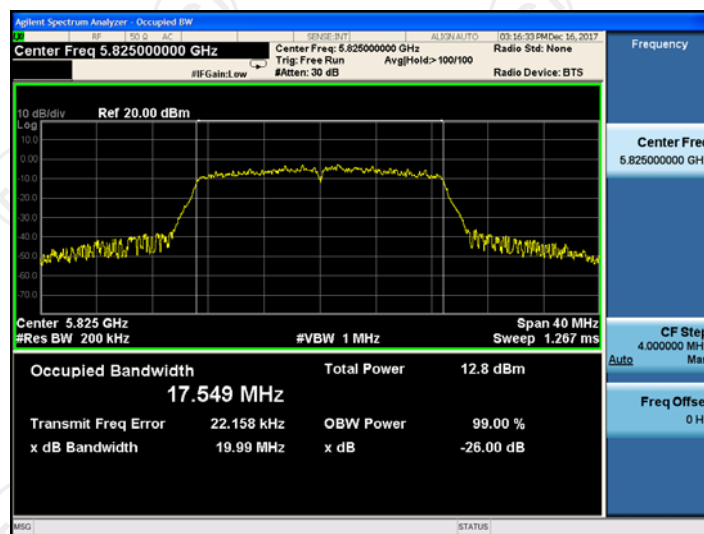 Agilent Spectrum Analyzer - Occupied BW
LXI RF 50 Ω AC SENSE:INT ALIGN AUTO 03:16:33 PM Dec 16, 2017
Center Freq 5.825000000 GHz
Center Freq: 5.825000000 GHz
Radio Std: None
Trig: Free Run Avg|Hold:> 100/100
#IFGain:Low #Atten: 30 dB Radio Device: BTS
10 dB/div Ref 20.00 dBm
Log
10.0
0.00
-10.0
-20.0
-30.0
-40.0
-50.0
-60.0
-70.0
Center 5.825 GHz Span 40 MHz
#Res BW 200 kHz #VBW 1 MHz Sweep 1.267 ms
Occupied Bandwidth Total Power 12.8 dBm
17.549 MHz
Transmit Freq Error 22.158 kHz OBW Power 99.00 %
x dB Bandwidth 19.99 MHz x dB -26.00 dB
MSG STATUS
Frequency
Center Freq
5.825000000 GH
CF Step
4.000000 MH
Auto Ma
Freq Offse
0 H